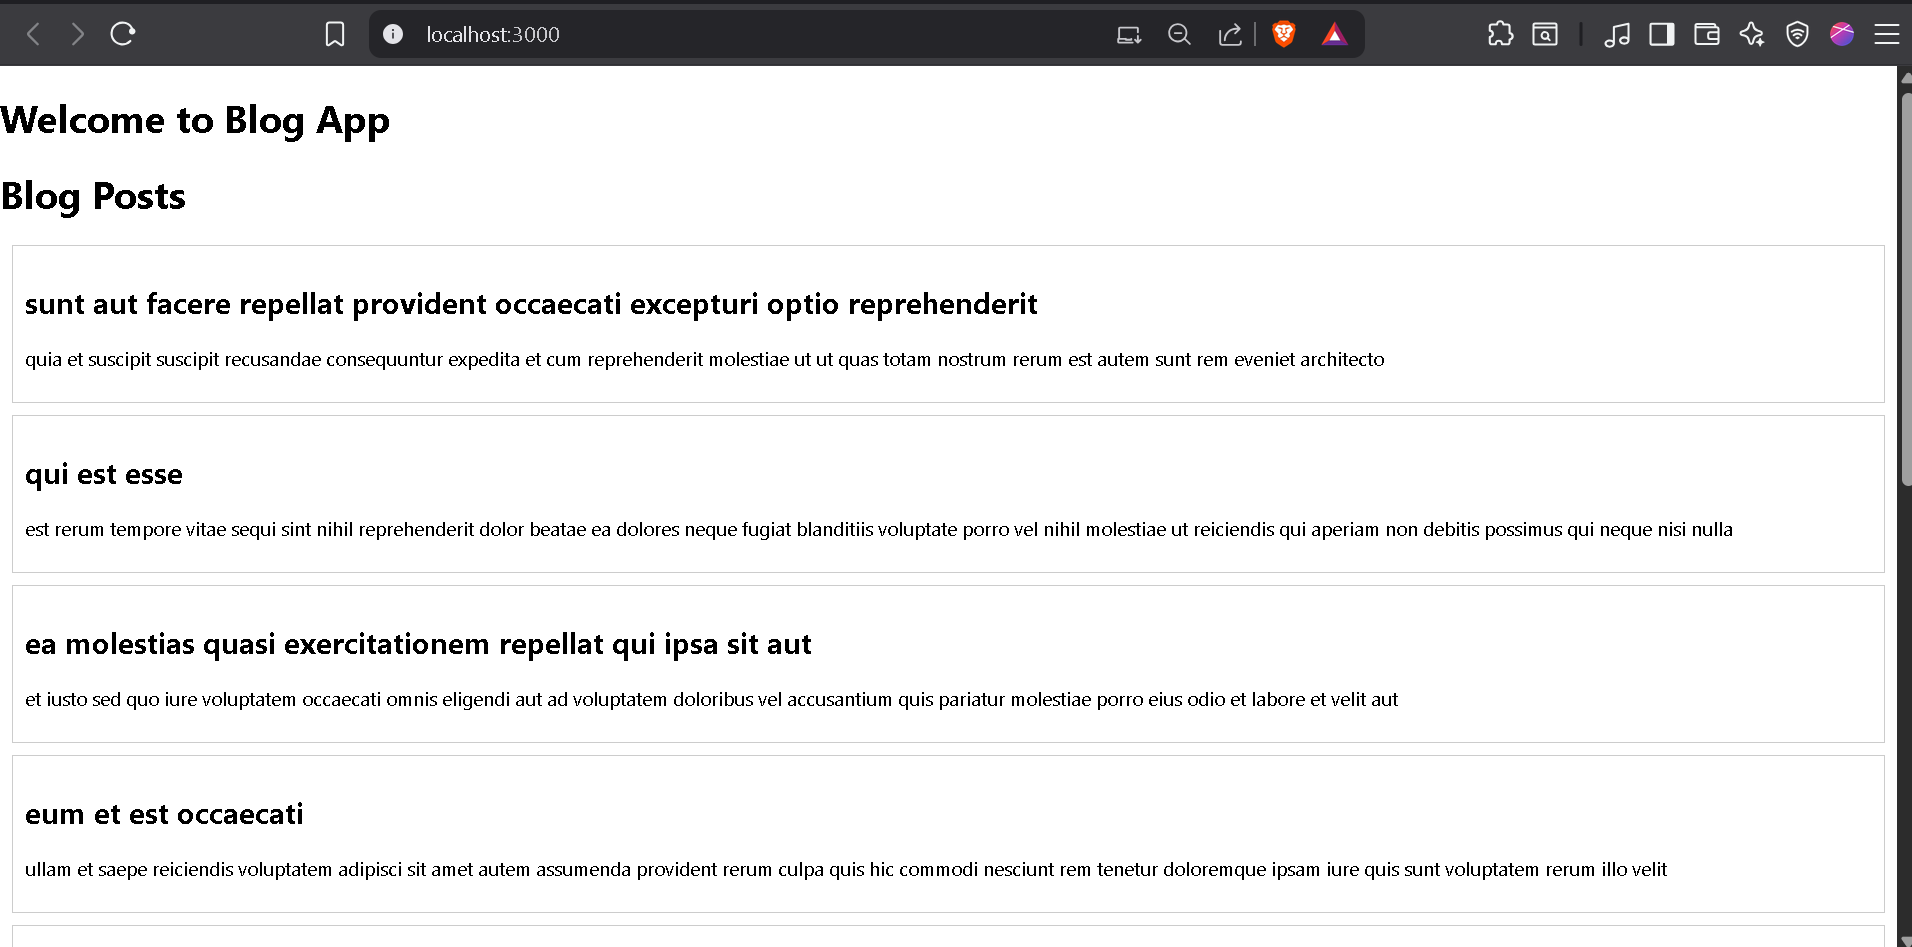 localhost:3000
Welcome to Blog App
Blog Posts
sunt aut facere repellat provident occaecati excepturi optio reprehenderit
quia et suscipit suscipit recusandae consequuntur expedita et cum reprehenderit molestiae ut ut quas totam nostrum rerum est autem sunt rem eveniet architecto
qui est esse
est rerum tempore vitae sequi sint nihil reprehenderit dolor beatae ea dolores neque fugiat blanditiis voluptate porro vel nihil molestiae ut reiciendis qui aperiam non debitis possimus qui neque nisi nulla
ea molestias quasi exercitationem repellat qui ipsa sit aut
et iusto sed quo iure voluptatem occaecati omnis eligendi aut ad voluptatem doloribus vel accusantium quis pariatur molestiae porro eius odio et labore et velit aut
eum et est occaecati
ullam et saepe reiciendis voluptatem adipisci sit amet autem assumenda provident rerum culpa quis hic commodi nesciunt rem tenetur doloremque ipsam iure quis sunt voluptatem rerum illo velit